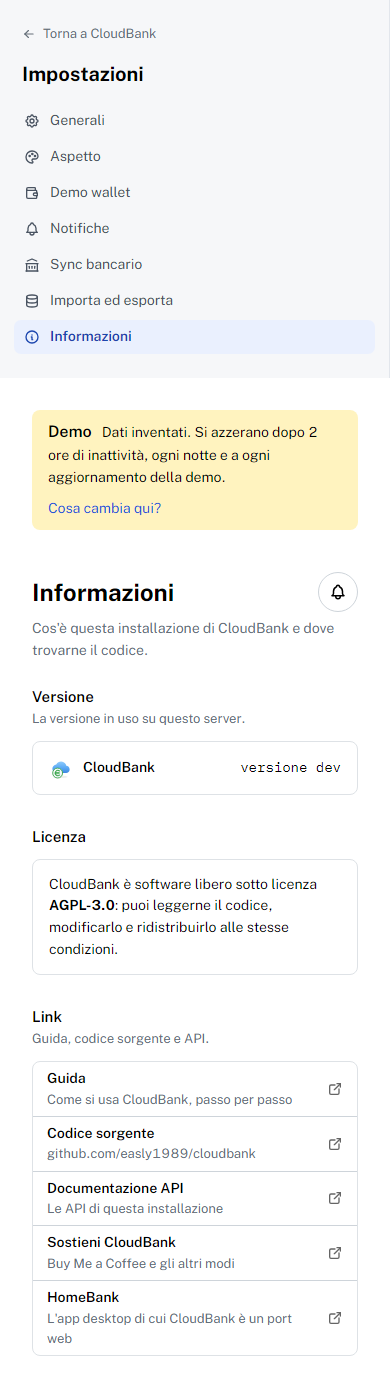 Torna a CloudBank
Impostazioni
Generali
Aspetto
Demo wallet
Notifiche
Sync bancario
Importa ed esporta
Informazioni
Demo Dati inventati. Si azzerano dopo 2
ore di inattività, ogni notte e a ogni
aggiornamento della demo.
Cosa cambia qui?
Informazioni
Cos'è questa installazione di CloudBank e dove
trovarne il codice.
Versione
La versione in uso su questo server.
CloudBank versione dev
Licenza
CloudBank è software libero sotto licenza
AGPL-3.0: puoi leggerne il codice,
modificarlo e ridistribuirlo alle stesse
condizioni.
Link
Guida, codice sorgente e API.
Guida
Come si usa CloudBank, passo per passo
Codice sorgente
github.com/easly1989/cloudbank
Documentazione API
Le API di questa installazione
Sostieni CloudBank
Buy Me a Coffee e gli altri modi
HomeBank
L'app desktop di cui CloudBank è un port
web